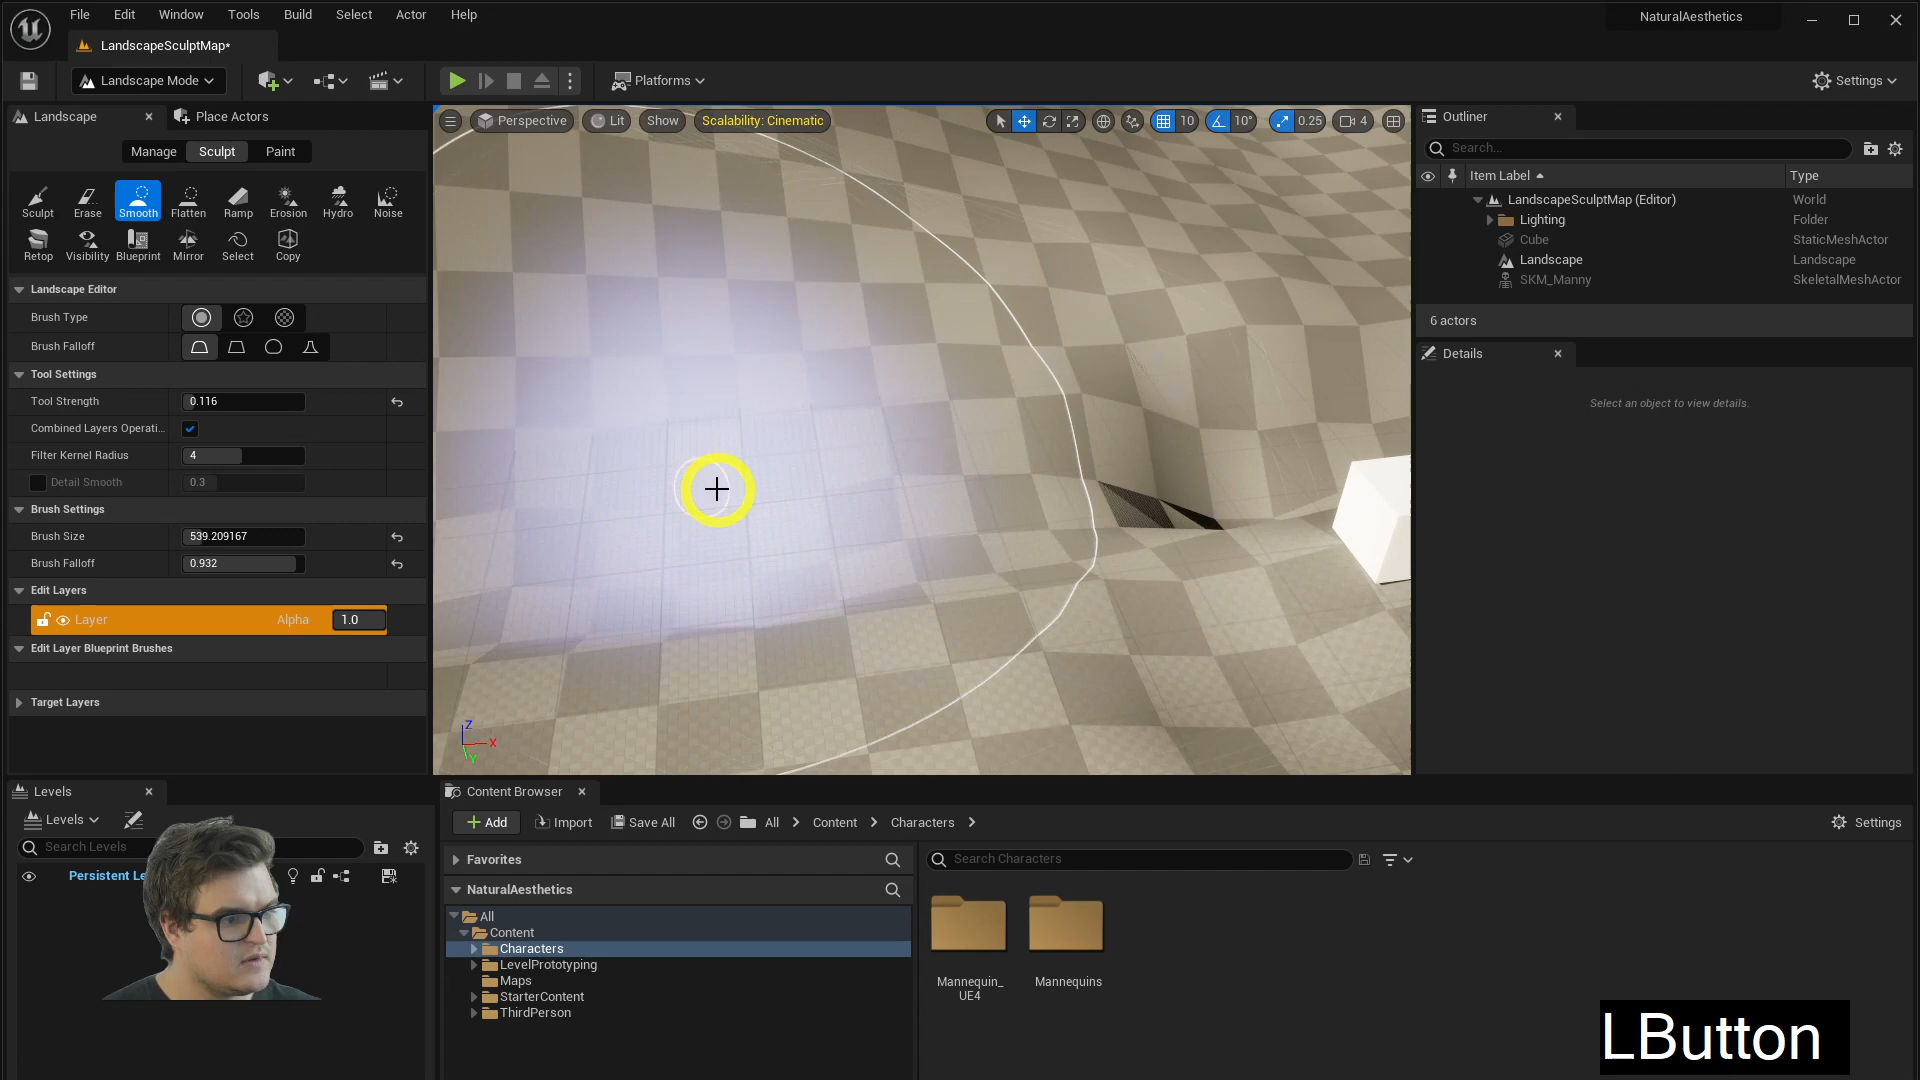 File Edit Window Tools Build Select Actor Help
NaturalAesthetics
LandscapeSculptMap*
Landscape Mode
Platforms
Settings
Landscape
Place Actors
Manage Sculpt Paint
Sculpt Erase Smooth Flatten Ramp Erosion Hydro Noise
Retop Visibility Blueprint Mirror Select Copy
Landscape Editor
Brush Type
Brush Falloff
Tool Settings
Tool Strength 0.116
Combined Layers Operati...
Filter Kernel Radius 4
Detail Smooth 0.3
Brush Settings
Brush Size 539.209167
Brush Falloff 0.932
Edit Layers
Layer Alpha 1.0
Edit Layer Blueprint Brushes
Target Layers
Perspective Lit Show Scalability: Cinematic
10 10° 0.25 4
Z
X
Y
Outliner
Search...
Item Label Type
LandscapeSculptMap (Editor) World
Lighting Folder
Cube StaticMeshActor
Landscape Landscape
SKM_Manny SkeletalMeshActor
6 actors
Details
Select an object to view details.
Levels
Levels
Search Levels
Persistent Le
Content Browser
Add Import Save All All Content Characters
Settings
Favorites
NaturalAesthetics
All
Content
Characters
LevelPrototyping
Maps
StarterContent
ThirdPerson
Search Characters
Mannequin_
UE4
Mannequins
LButton